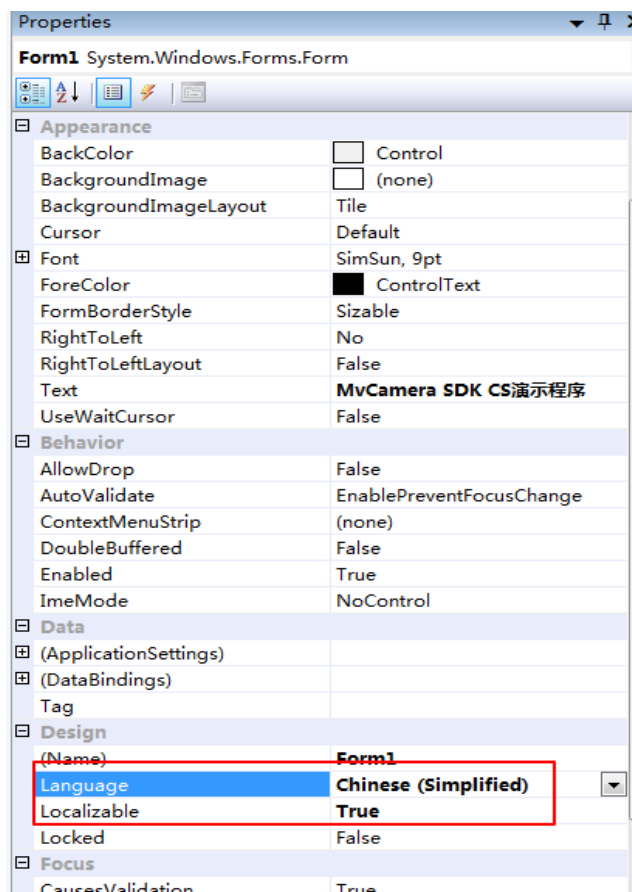 Properties
Form1 System.Windows.Forms.Form
Appearance
BackColor Control
BackgroundImage (none)
BackgroundImageLayout Tile
Cursor Default
Font SimSun, 9pt
ForeColor ControlText
FormBorderStyle Sizable
RightToLeft No
RightToLeftLayout False
Text MvCamera SDK CS演示程序
UseWaitCursor False
Behavior
AllowDrop False
AutoValidate EnablePreventFocusChange
ContextMenuStrip (none)
DoubleBuffered False
Enabled True
ImeMode NoControl
Data
(ApplicationSettings)
(DataBindings)
Tag
Design
(Name) Form1
Language Chinese (Simplified)
Localizable True
Locked False
Focus
CausesValidation True